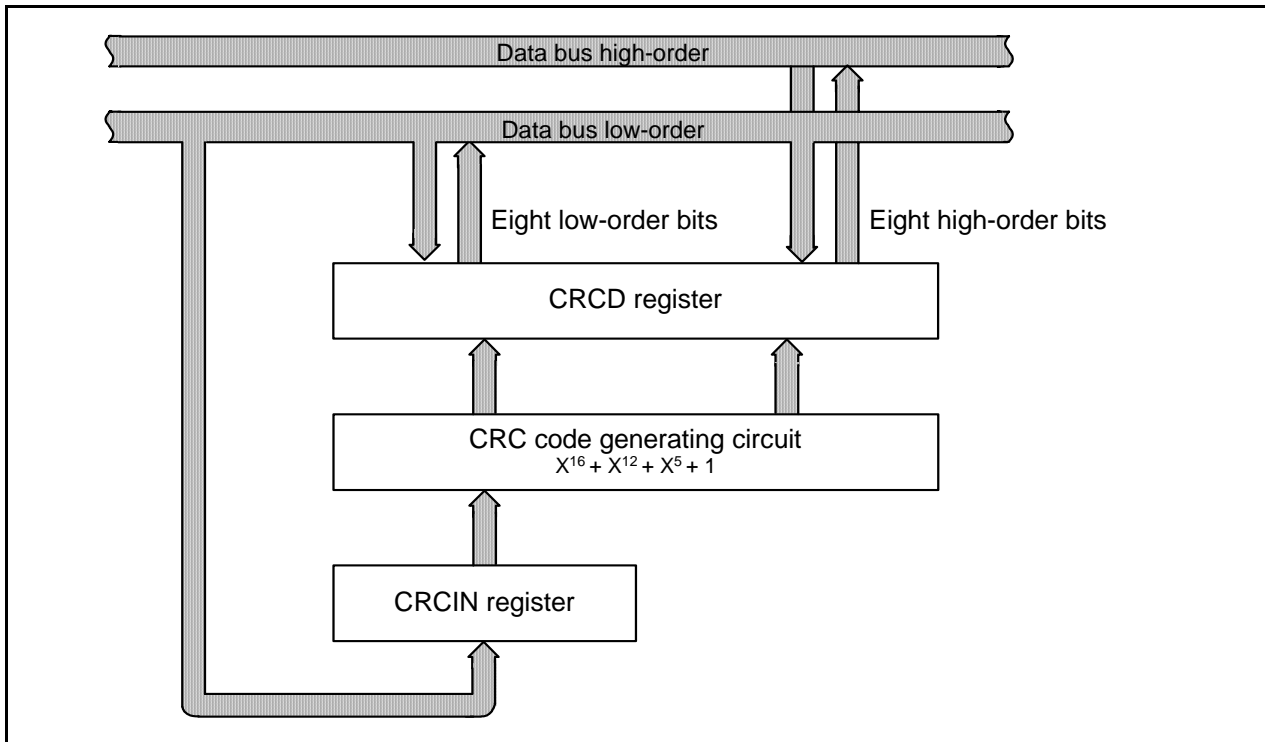 Data bus high-order
Data bus low-order
Eight low-order bits
Eight high-order bits
CRCD register
CRC code generating circuit
X¹⁶ + X¹² + X⁵ + 1
CRCIN register